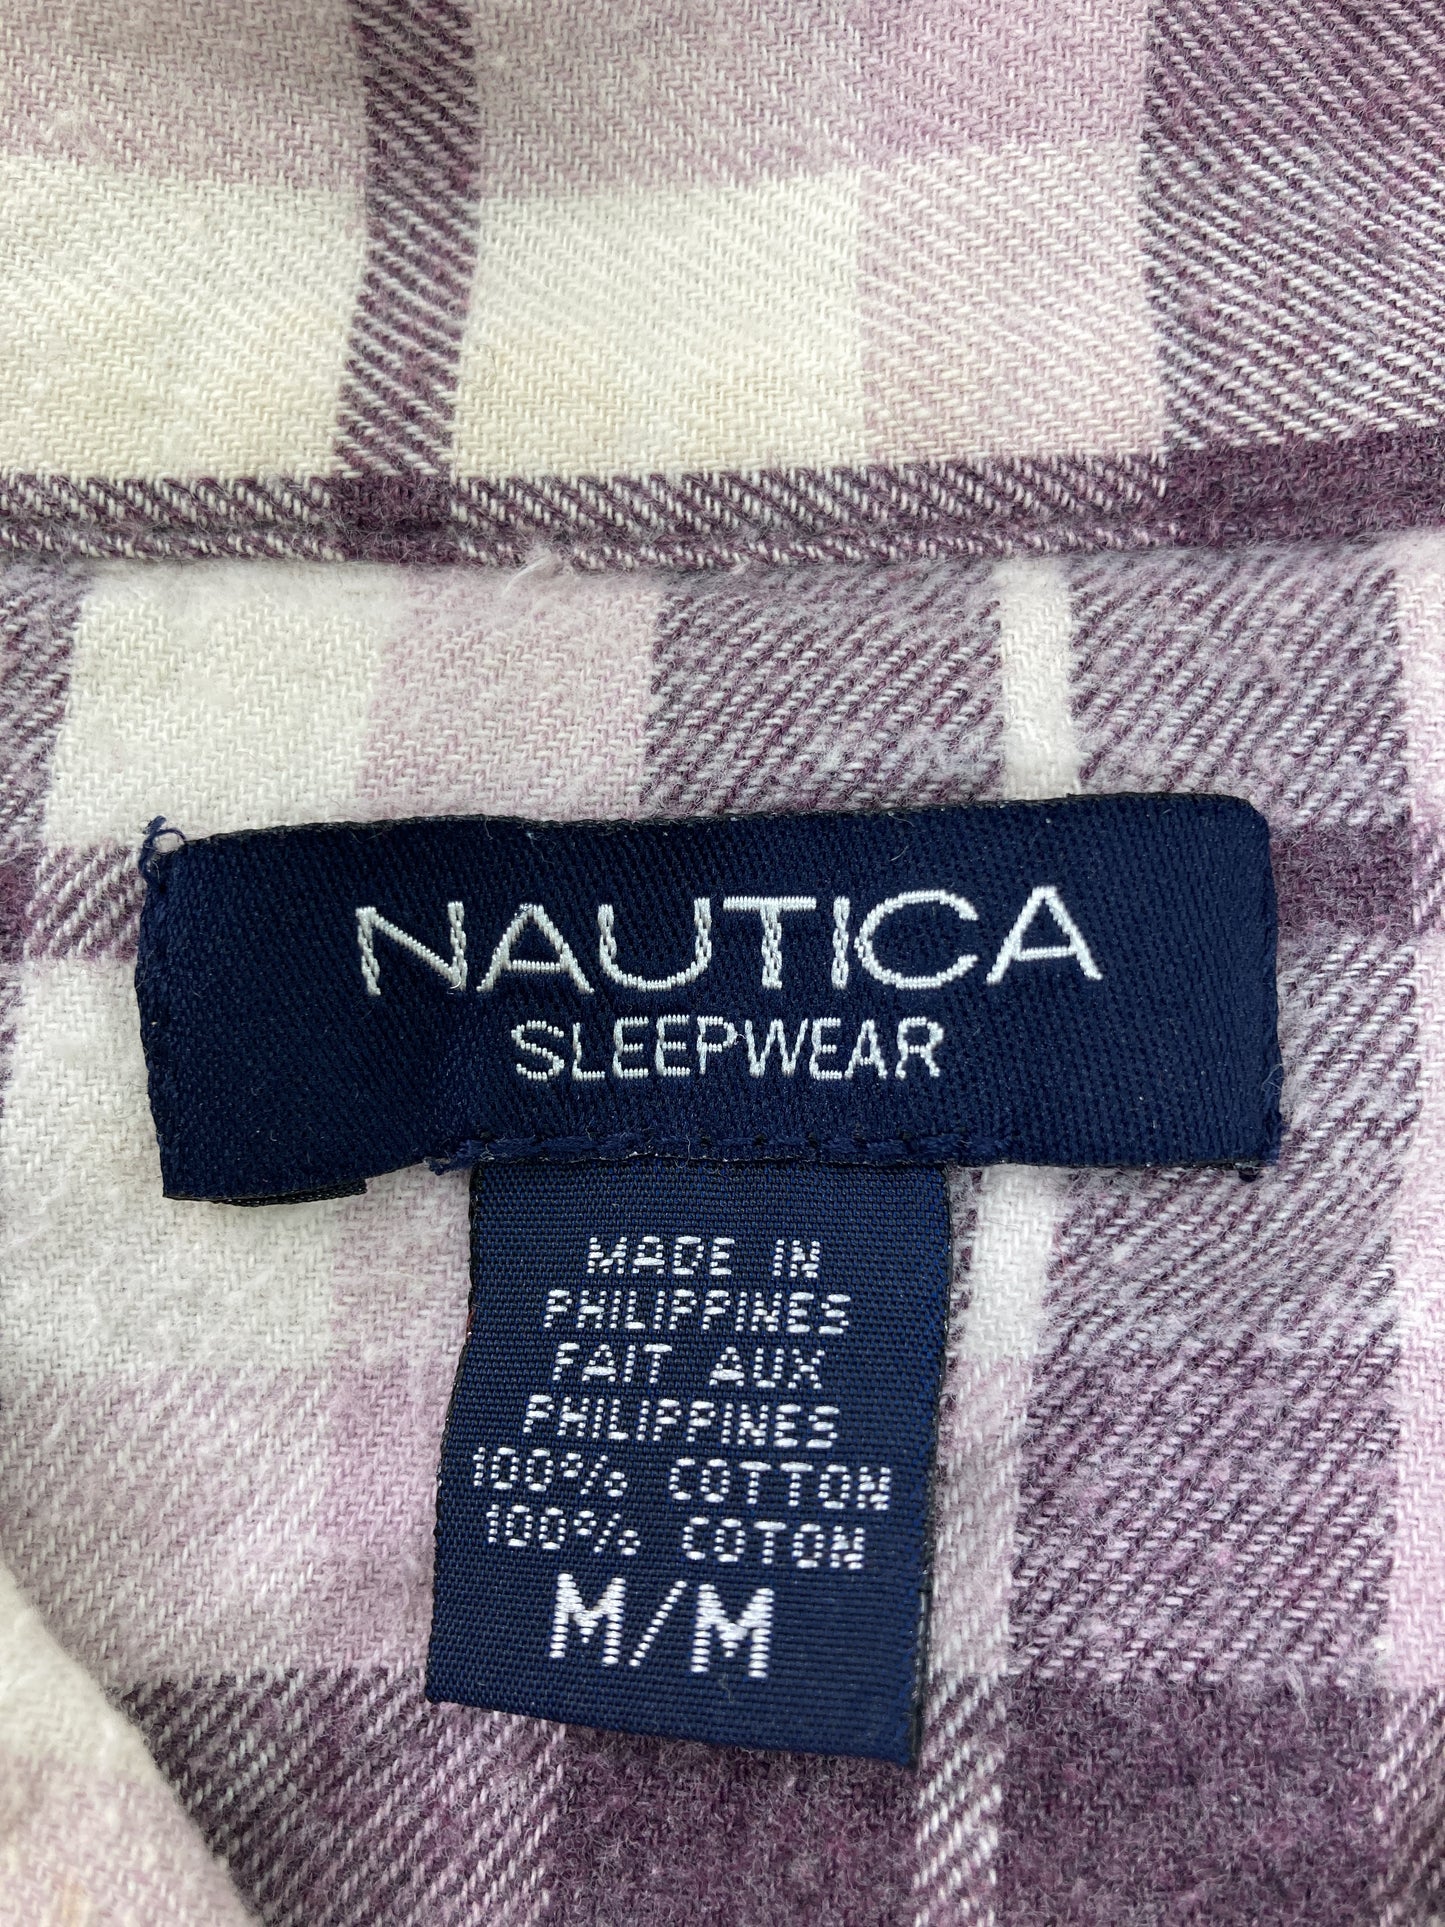 NAUTICA
SLEEPWEAR
MADE IN
PHILIPPINES
FAIT AUX
PHILIPPINES
100% COTTON
100% COTON
M/M